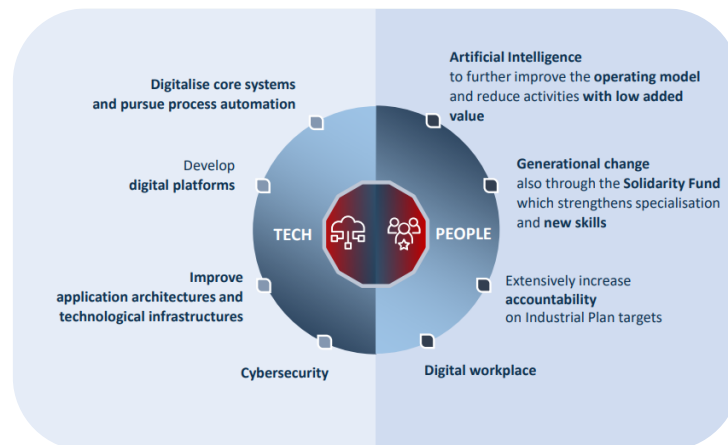 Digitalise core systems
and pursue process automation
Develop
digital platforms
Improve
application architectures and
technological infrastructures
Cybersecurity
TECH
PEOPLE
Artificial Intelligence
to further improve the operating model
and reduce activities with low added
value
Generational change
also through the Solidarity Fund
which strengthens specialisation
and new skills
Extensively increase
accountability
on Industrial Plan targets
Digital workplace